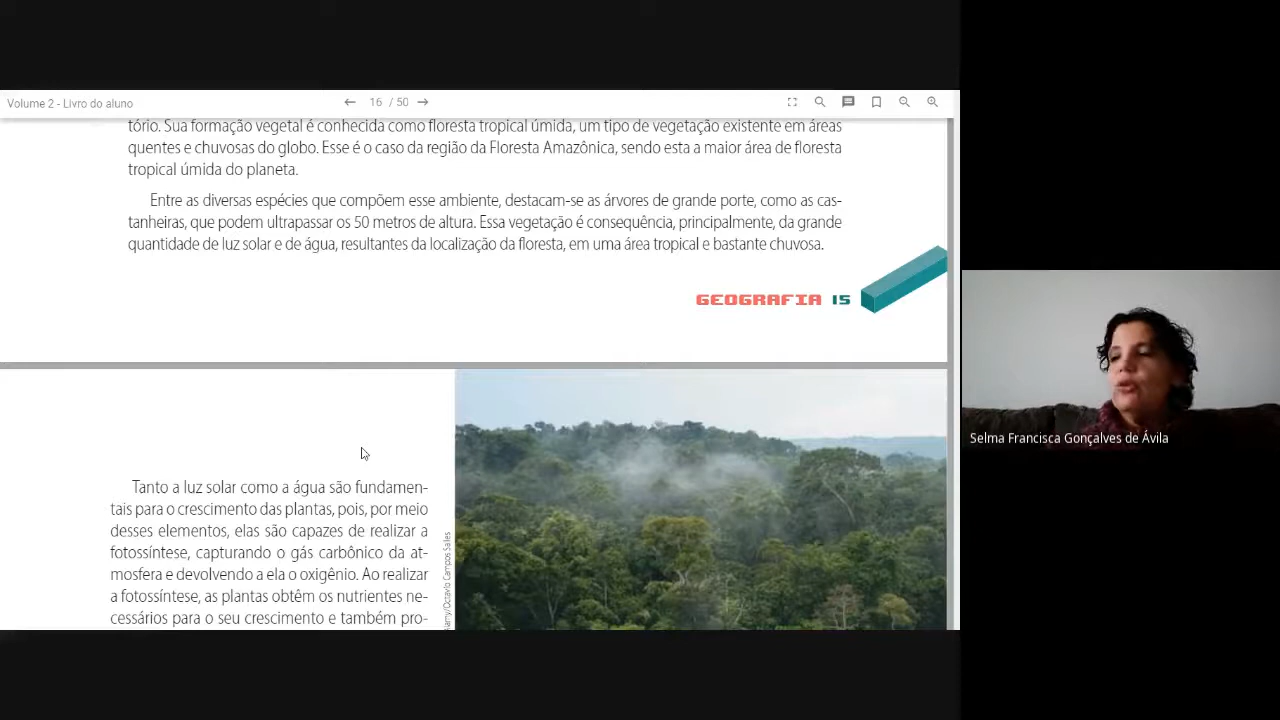 Volume 2 - Livro do aluno
16 / 50
tório. Sua formação vegetal é conhecida como floresta tropical úmida, um tipo de vegetação existente em áreas
quentes e chuvosas do globo. Esse é o caso da região da Floresta Amazônica, sendo esta a maior área de floresta
tropical úmida do planeta.
Entre as diversas espécies que compõem esse ambiente, destacam-se as árvores de grande porte, como as cas-
tanheiras, que podem ultrapassar os 50 metros de altura. Essa vegetação é consequência, principalmente, da grande
quantidade de luz solar e de água, resultantes da localização da floresta, em uma área tropical e bastante chuvosa.
GEOGRAFIA 15
Tanto a luz solar como a água são fundamen-
tais para o crescimento das plantas, pois, por meio
desses elementos, elas são capazes de realizar a
fotossíntese, capturando o gás carbônico da at-
mosfera e devolvendo a ela o oxigênio. Ao realizar
a fotossíntese, as plantas obtêm os nutrientes ne-
cessários para o seu crescimento e também pro-
/Octavio Campos Salles
Selma Francisca Gonçalves de Ávila